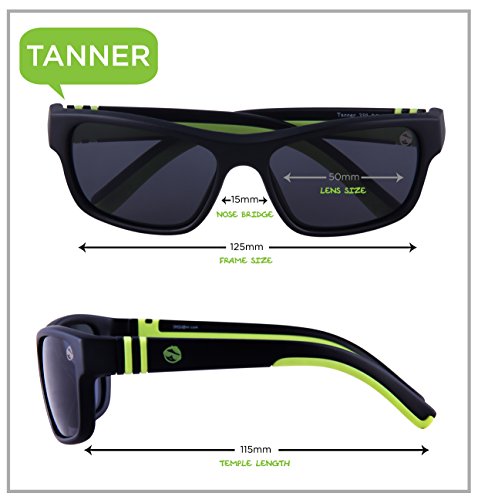 TANNER
50mm
LENS SIZE
15mm
NOSE BRIDGE
125mm
FRAME SIZE
115mm
TEMPLE LENGTH